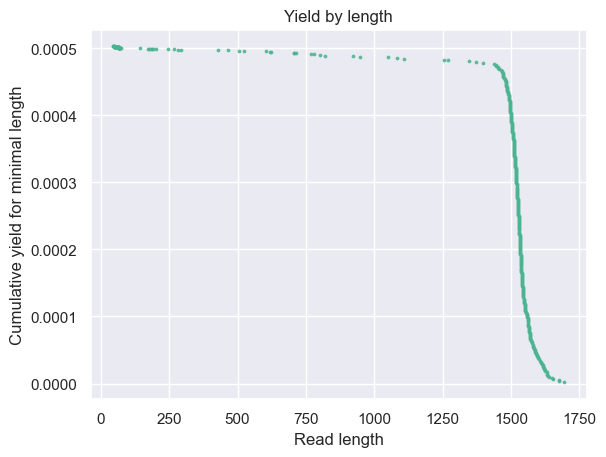 Yield by length
Cumulative yield for minimal length
0.0005
0.0004
0.0003
0.0002
0.0001
0.0000
0 250 500 750 1000 1250 1500 1750
Read length